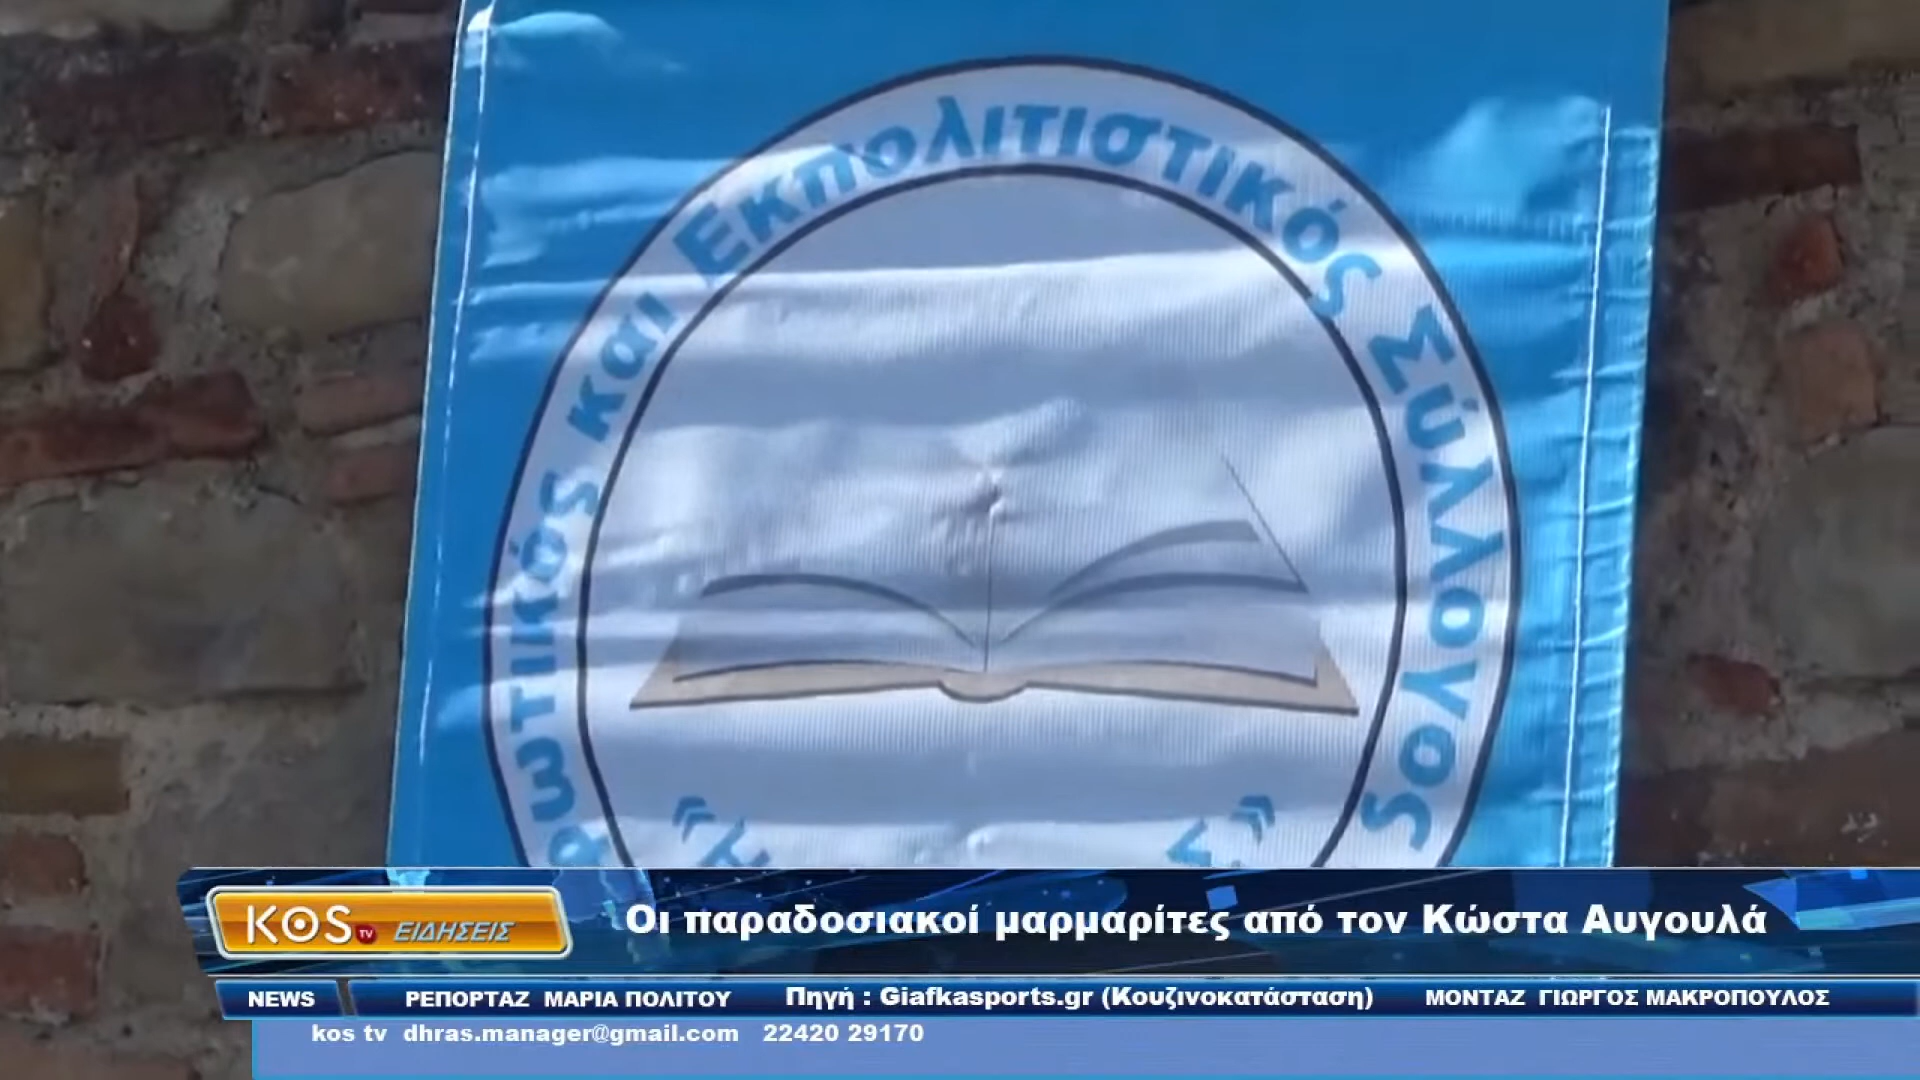 και Εκπολιτιστικός Σύλλογος
KOS TV ΕΙΔΗΣΕΙΣ
Οι παραδοσιακοί μαρμαρίτες από τον Κώστα Αυγουλά
NEWS ΡΕΠΟΡΤΑΖ ΜΑΡΙΑ ΠΟΛΙΤΟΥ Πηγή : Giafkasports.gr (Κουζινοκατάσταση) ΜΟΝΤΑΖ ΓΙΩΡΓΟΣ ΜΑΚΡΟΠΟΥΛΟΣ
kos tv dhras.manager@gmail.com 22420 29170